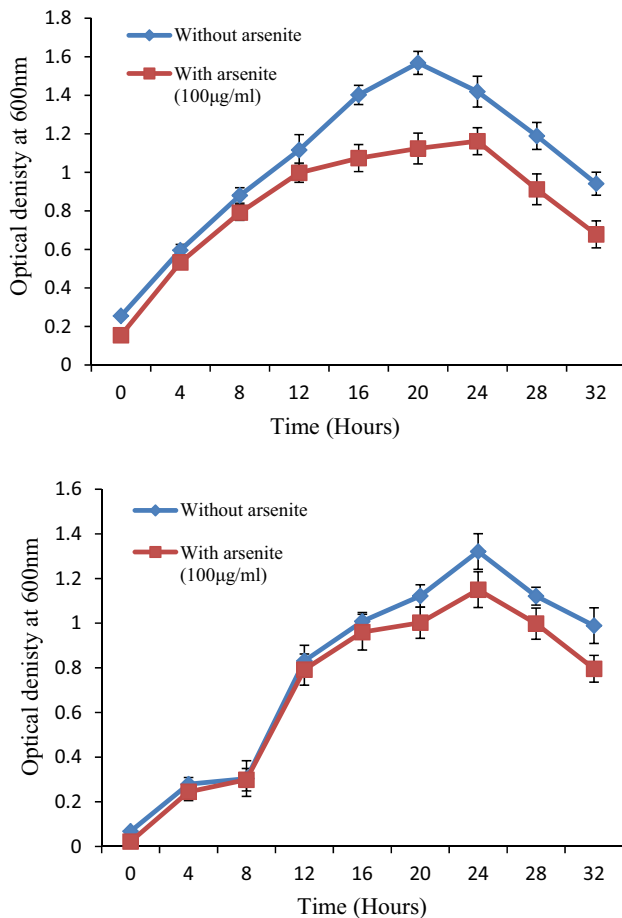 1.8
1.6
1.4
1.2
1
0.8
0.6
0.4
0.2
0
Optical denisty at 600nm
Without arsenite
With arsenite
(100μg/ml)
0 4 8 12 16 20 24 28 32
Time (Hours)
1.6
1.4
1.2
1
0.8
0.6
0.4
0.2
0
Optical denisty at 600nm
Without arsenite
With arsenite
(100μg/ml)
0 4 8 12 16 20 24 28 32
Time (Hours)